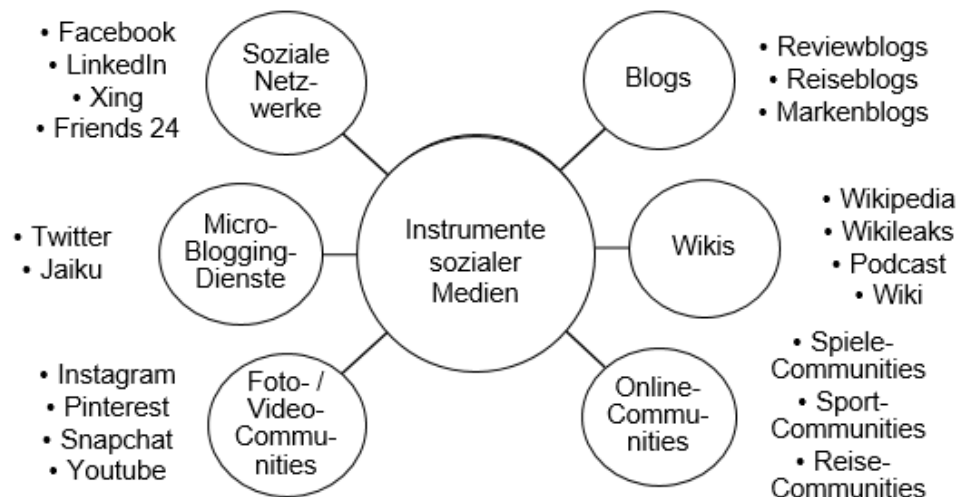 • Facebook
• LinkedIn
• Xing
• Friends 24
Soziale
Netz-
werke
Blogs
• Reviewblogs
• Reiseblogs
• Markenblogs
• Twitter
• Jaiku
Micro-
Blogging-
Dienste
Instrumente
sozialer
Medien
Wikis
• Wikipedia
• Wikileaks
• Podcast
• Wiki
• Instagram
• Pinterest
• Snapchat
• Youtube
Foto- /
Video-
Commu-
nities
Online-
Commu-
nities
• Spiele-
Communities
• Sport-
Communities
• Reise-
Communities